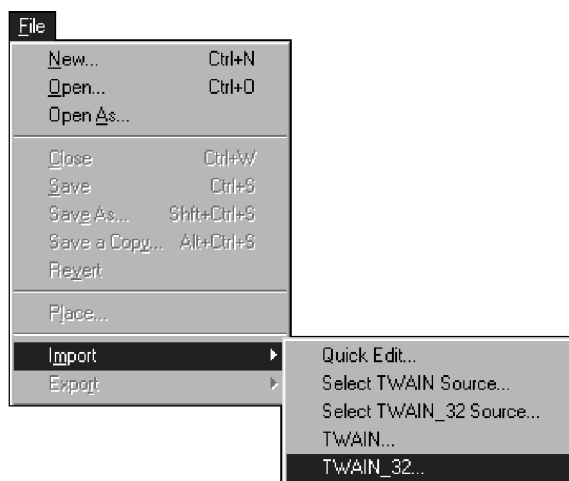 File
New... Ctrl+N
Open... Ctrl+O
Open As...
Close Ctrl+W
Save Ctrl+S
Save As... Shft+Ctrl+S
Save a Copy... Alt+Ctrl+S
Revert
Place...
Import
Export
Quick Edit...
Select TWAIN Source...
Select TWAIN_32 Source...
TWAIN...
TWAIN_32...